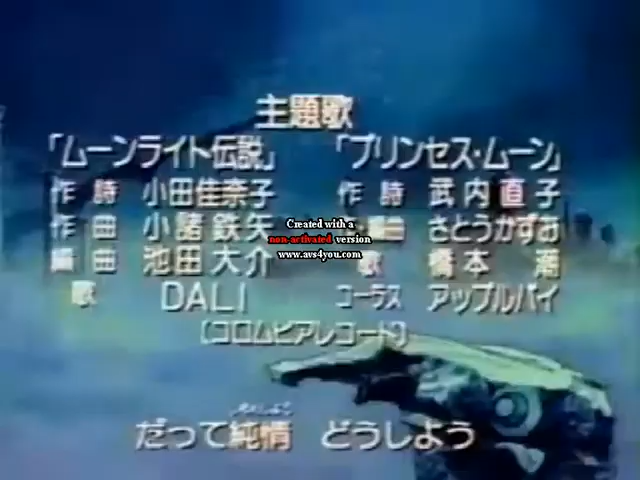 主題歌
「ムーンライト伝説」 「プリンセス・ムーン」
作詩 小田佳奈子 作詩 武内直子
作曲 小諸鉄矢 編曲 さとうかずお
編曲 池田大介 歌 橋本潮
歌 DALI コーラス アップルパイ
(コロムビアレコード)
Created with a
non-activated version
www.avs4you.com
だって純情 どうしよう